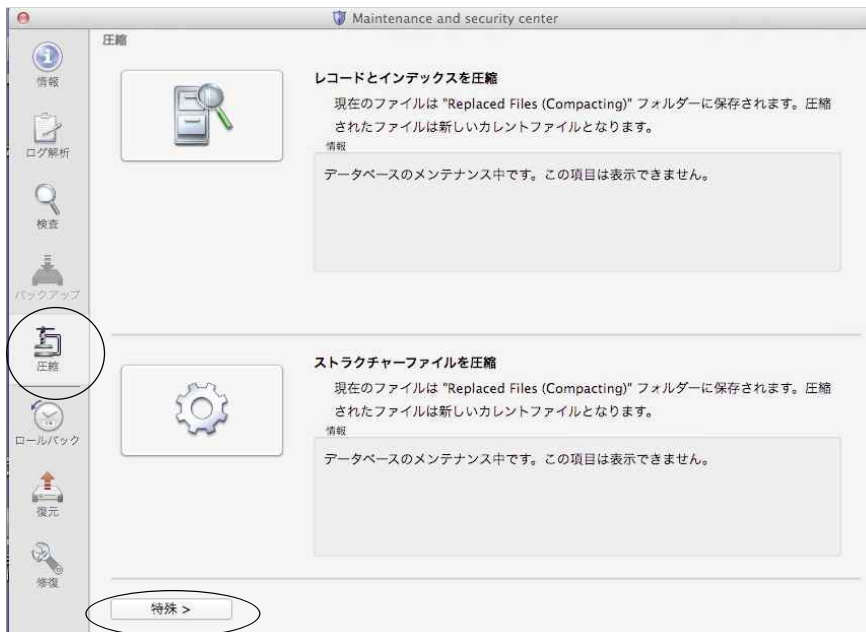 Maintenance and security center
情報
ログ解析
検査
バックアップ
圧縮
ロールバック
復元
修復
圧縮
レコードとインデックスを圧縮
現在のファイルは "Replaced Files (Compacting)" フォルダーに保存されます。圧縮
されたファイルは新しいカレントファイルとなります。
情報
データベースのメンテナンス中です。この項目は表示できません。
ストラクチャーファイルを圧縮
現在のファイルは "Replaced Files (Compacting)" フォルダーに保存されます。圧縮
されたファイルは新しいカレントファイルとなります。
情報
データベースのメンテナンス中です。この項目は表示できません。
特殊 >